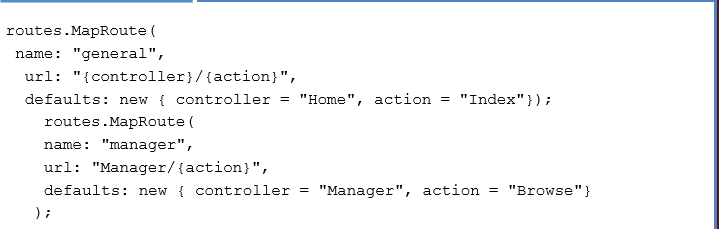 routes.MapRoute(
name: "general",
url: "{controller}/{action}",
defaults: new { controller = "Home", action = "Index"});
routes.MapRoute(
name: "manager",
url: "Manager/{action}",
defaults: new { controller = "Manager", action = "Browse"}
);